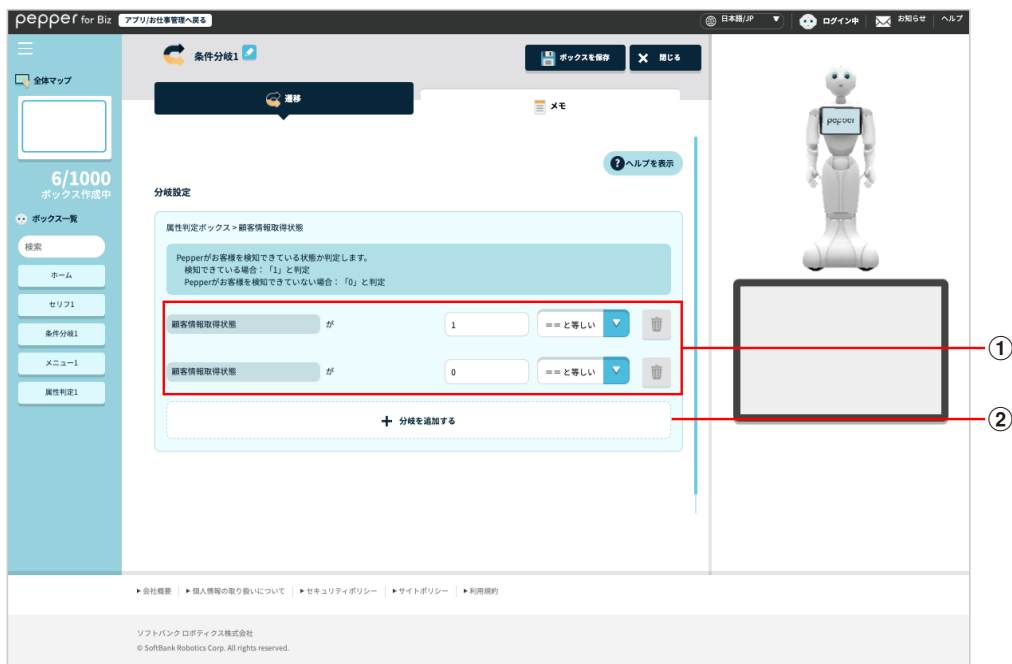 pepper for Biz アプリ/お仕事管理へ戻る 日本語/JP ▼ ログイン中 お知らせ ヘルプ
全体マップ
6/1000
ボックス作成中
ボックス一覧
検索
ホーム
セリフ1
条件分岐1
メニュー1
属性判定1
条件分岐1
ボックスを保存 閉じる
遷移 メモ
?ヘルプを表示
分岐設定
属性判定ボックス > 顧客情報取得状態
Pepperがお客様を検知できている状態か判定します。
検知できている場合：「1」と判定
Pepperがお客様を検知できていない場合：「0」と判定
顧客情報取得状態 が 1 == と等しい ▼
顧客情報取得状態 が 0 == と等しい ▼
+ 分岐を追加する
pepper
①
②
▶会社概要 ▶個人情報の取り扱いについて ▶セキュリティポリシー ▶サイトポリシー ▶利用規約
ソフトバンク ロボティクス株式会社
© SoftBank Robotics Corp. All rights reserved.